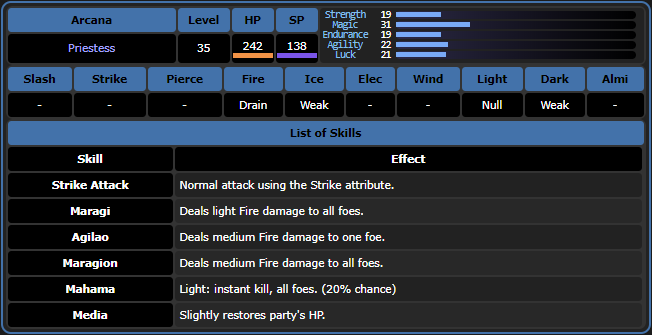 Arcana Level HP SP
Priestess 35 242 138
Strength 19
Magic 31
Endurance 19
Agility 22
Luck 21
Slash Strike Pierce Fire Ice Elec Wind Light Dark Almi
- - - Drain Weak - - Null Weak -
List of Skills
Skill Effect
Strike Attack Normal attack using the Strike attribute.
Maragi Deals light Fire damage to all foes.
Agilao Deals medium Fire damage to one foe.
Maragion Deals medium Fire damage to all foes.
Mahama Light: instant kill, all foes. (20% chance)
Media Slightly restores party's HP.